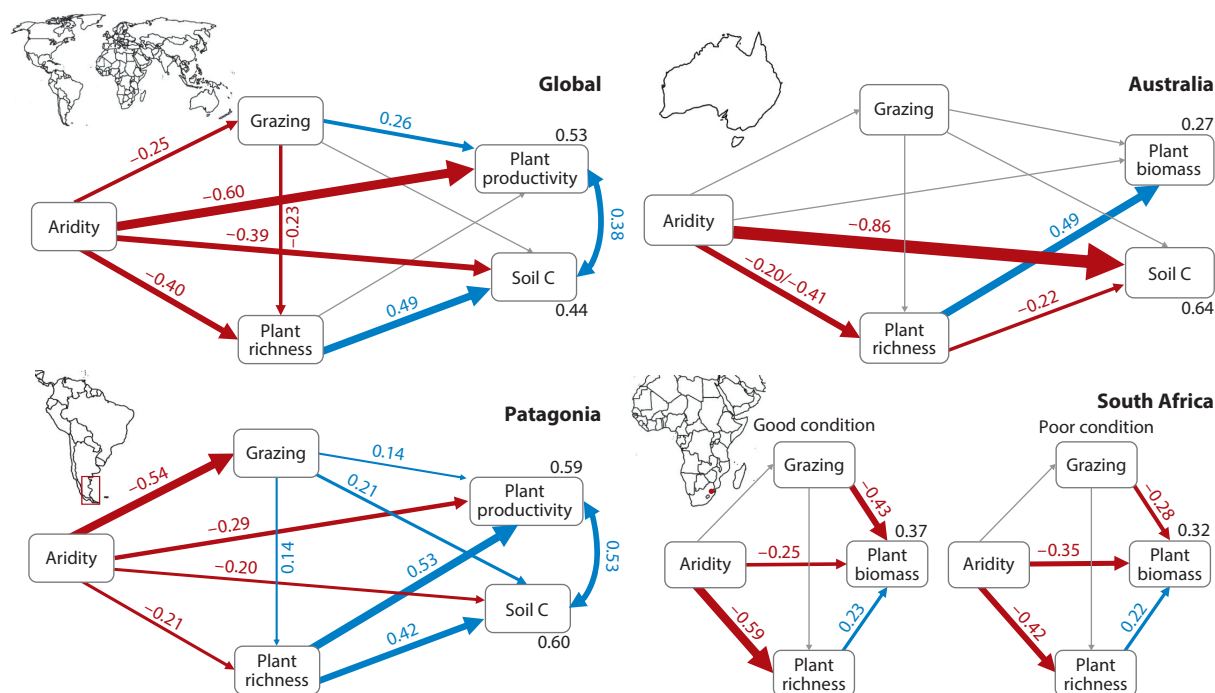 Global
Grazing
0.26
0.53
−0.25
Plant
productivity
−0.60
−0.23
0.38
Aridity
−0.39
Soil C
−0.40
0.49
0.44
Plant
richness
Australia
Grazing
0.27
Plant
biomass
Aridity
−0.86
0.49
Soil C
−0.20/−0.41
−0.22
0.64
Plant
richness
Patagonia
Grazing
0.14
0.59
−0.54
0.21
Plant
productivity
−0.29
0.14
0.53
0.53
Aridity
−0.20
Soil C
−0.21
0.42
0.60
Plant
richness
South Africa
Good condition
Grazing
−0.43
0.37
Aridity
−0.25
Plant
biomass
−0.59
0.23
Plant
richness
Poor condition
Grazing
−0.28
0.32
Aridity
−0.35
Plant
biomass
−0.42
0.22
Plant
richness